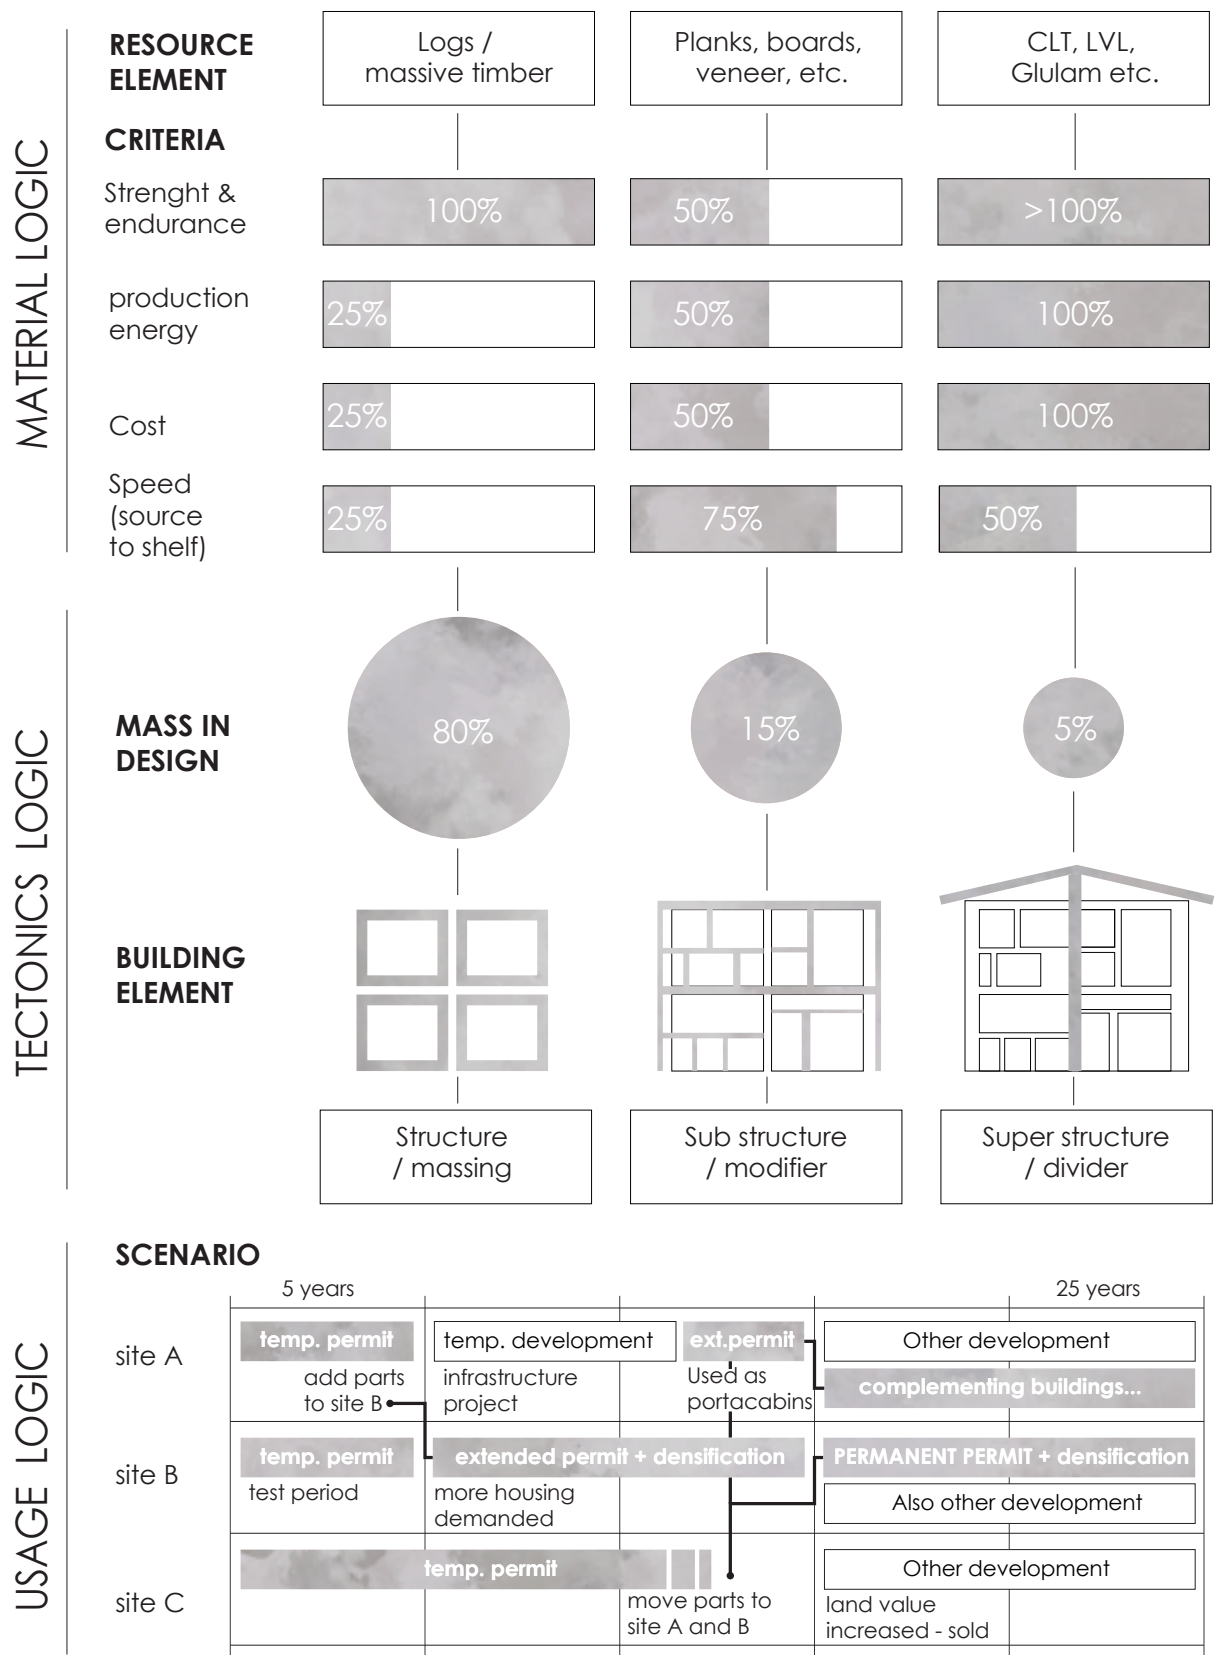 MATERIAL LOGIC
RESOURCE
ELEMENT
Logs /
massive timber
Planks, boards,
veneer, etc.
CLT, LVL,
Glulam etc.
CRITERIA
Strenght &
endurance
100%
50%
>100%
production
energy
25%
50%
100%
Cost
25%
50%
100%
Speed
(source
to shelf)
25%
75%
50%
TECTONICS LOGIC
MASS IN
DESIGN
80%
15%
5%
BUILDING
ELEMENT
Structure
/ massing
Sub structure
/ modifier
Super structure
/ divider
USAGE LOGIC
SCENARIO
5 years
25 years
site A
temp. permit
temp. development
ext.permit
Other development
add parts
to site B
infrastructure
project
Used as
portacabins
complementing buildings...
site B
temp. permit
extended permit + densification
PERMANENT PERMIT + densification
test period
more housing
demanded
Also other development
site C
temp. permit
Other development
move parts to
site A and B
land value
increased - sold